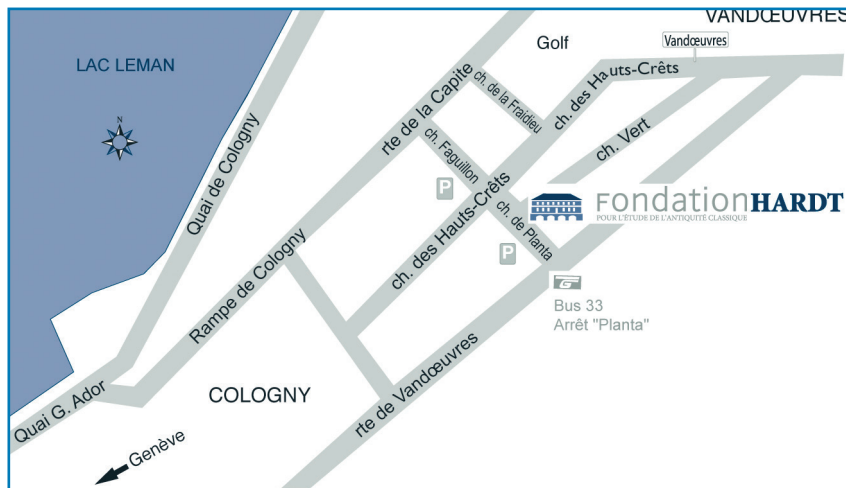 VANDŒUVRES
Vandœuvres
Golf
LAC LEMAN
N
Quai de Cologny
rte de la Capite
ch. de la Fraidieu
ch. des Hauts-Crêts
ch. Faguillon
ch. Vert
P
FONDATION HARDT
POUR L'ÉTUDE DE L'ANTIQUITÉ CLASSIQUE
ch. de Planta
ch. des Hauts-Crêts
P
Rampe de Cologny
Bus 33
Arrêt "Planta"
COLOGNY
rte de Vandœuvres
Quai G. Ador
Genève